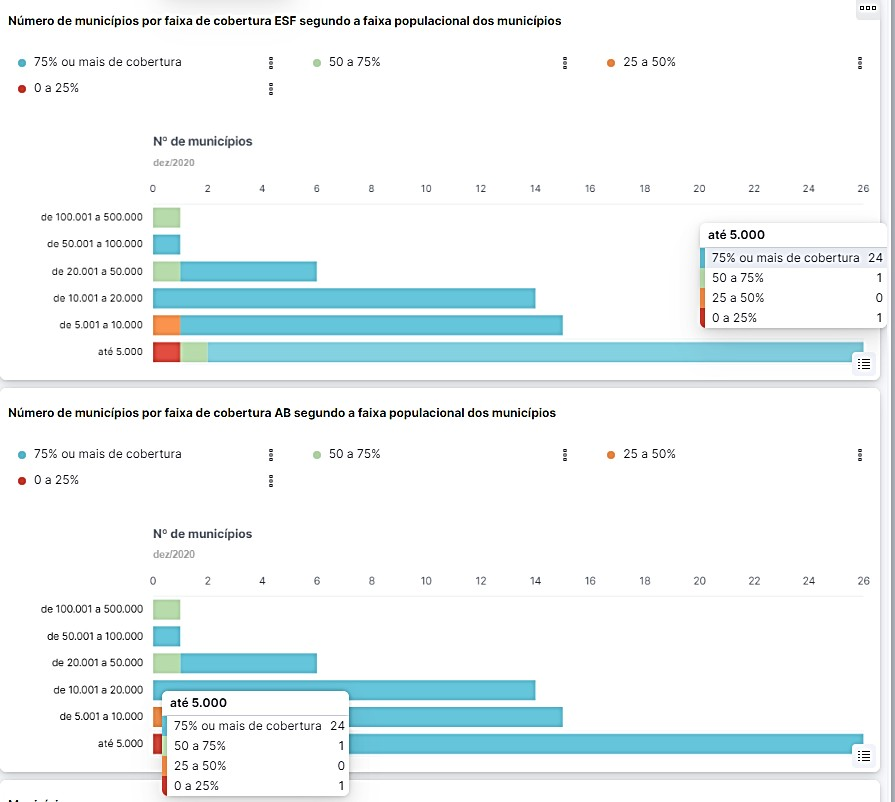 Número de municípios por faixa de cobertura ESF segundo a faixa populacional dos municípios
75% ou mais de cobertura 50 a 75% 25 a 50%
0 a 25%
Nº de municípios
dez/2020
0 2 4 6 8 10 12 14 16 18 20 22 24 26
de 100.001 a 500.000
de 50.001 a 100.000
de 20.001 a 50.000
de 10.001 a 20.000
de 5.001 a 10.000
até 5.000
até 5.000
75% ou mais de cobertura 24
50 a 75% 1
25 a 50% 0
0 a 25% 1
Número de municípios por faixa de cobertura AB segundo a faixa populacional dos municípios
75% ou mais de cobertura 50 a 75% 25 a 50%
0 a 25%
Nº de municípios
dez/2020
0 2 4 6 8 10 12 14 16 18 20 22 24 26
de 100.001 a 500.000
de 50.001 a 100.000
de 20.001 a 50.000
de 10.001 a 20.000
de 5.001 a 10.000
até 5.000
até 5.000
75% ou mais de cobertura 24
50 a 75% 1
25 a 50% 0
0 a 25% 1